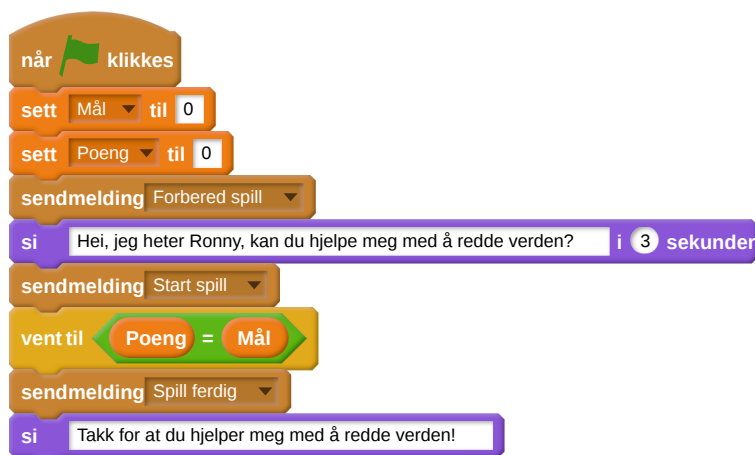 når klikkes
sett Mål til 0
sett Poeng til 0
sendmelding Forbered spill
si Hei, jeg heter Ronny, kan du hjelpe meg med å redde verden? i 3 sekunder
sendmelding Start spill
vent til Poeng = Mål
sendmelding Spill ferdig
si Takk for at du hjelper meg med å redde verden!